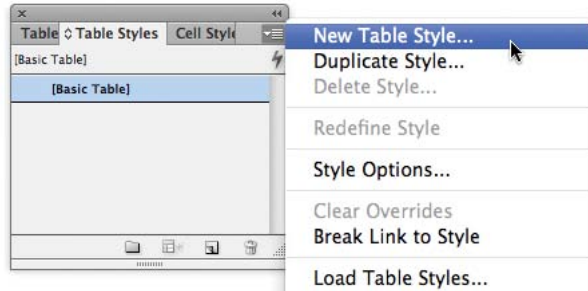 Table
Table Styles
Cell Style
[Basic Table]
[Basic Table]
New Table Style...
Duplicate Style...
Delete Style...
Redefine Style
Style Options...
Clear Overrides
Break Link to Style
Load Table Styles...